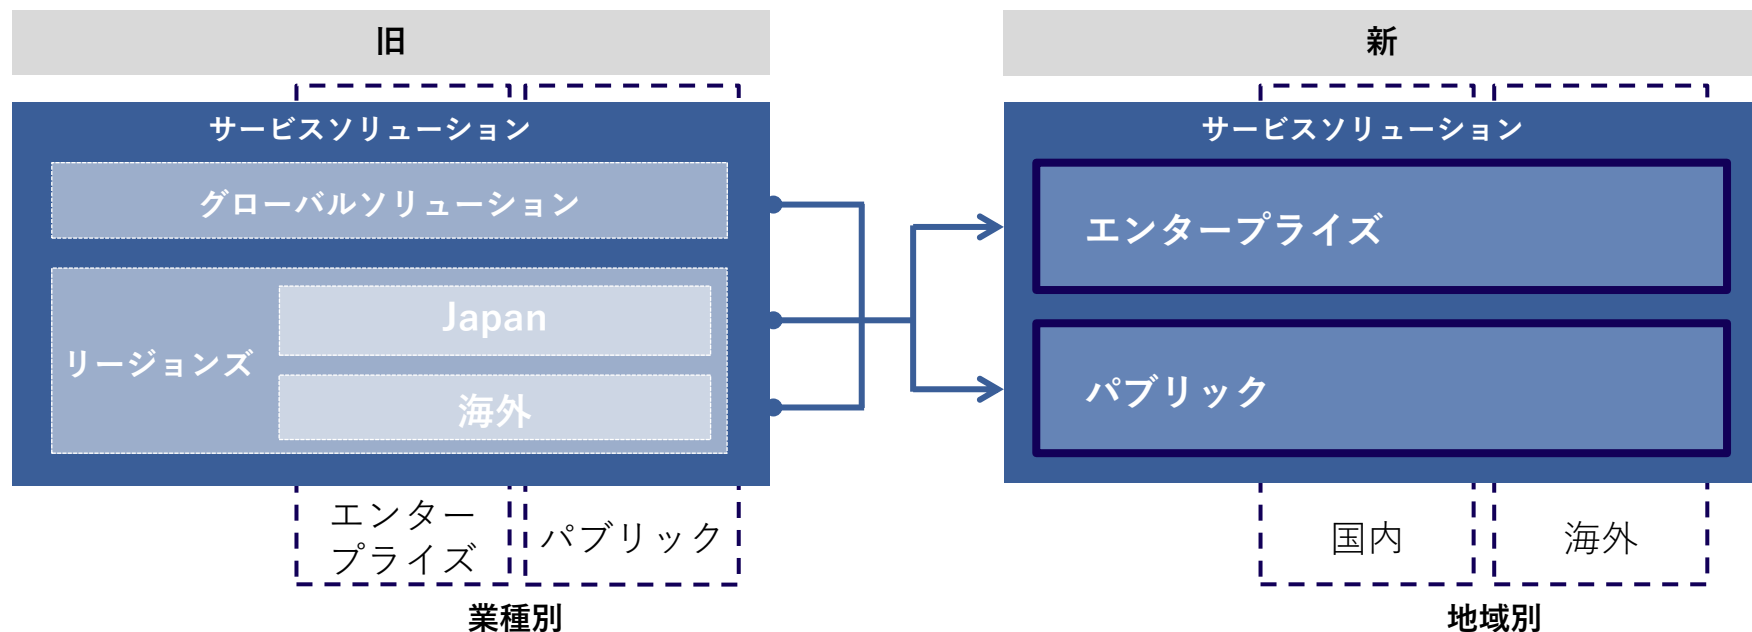 旧
サービスソリューション
グローバルソリューション
リージョンズ
Japan
海外
エンター
プライズ
パブリック
業種別
新
サービスソリューション
エンタープライズ
パブリック
国内
海外
地域別